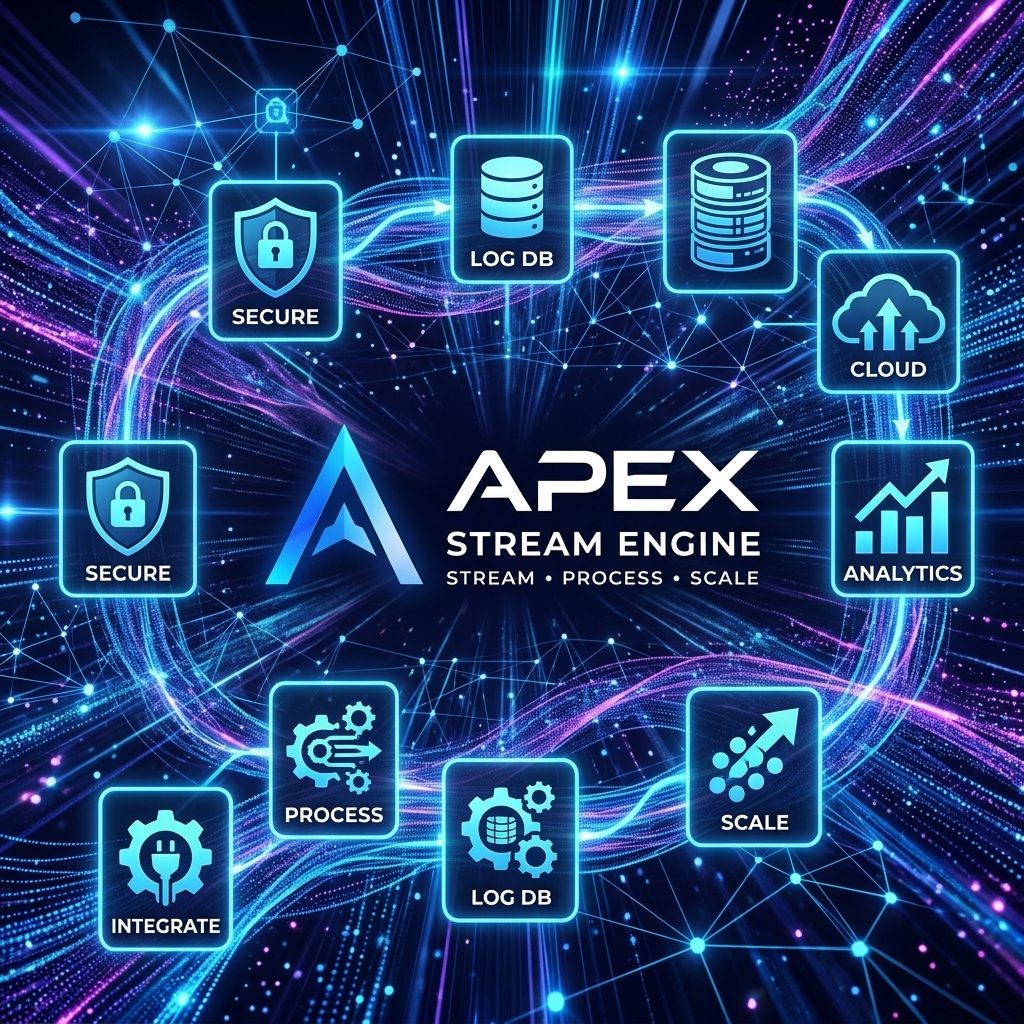 LOG DB
SECURE
CLOUD
APEX
STREAM ENGINE
STREAM • PROCESS • SCALE
SECURE
ANALYTICS
PROCESS
SCALE
LOG DB
INTEGRATE